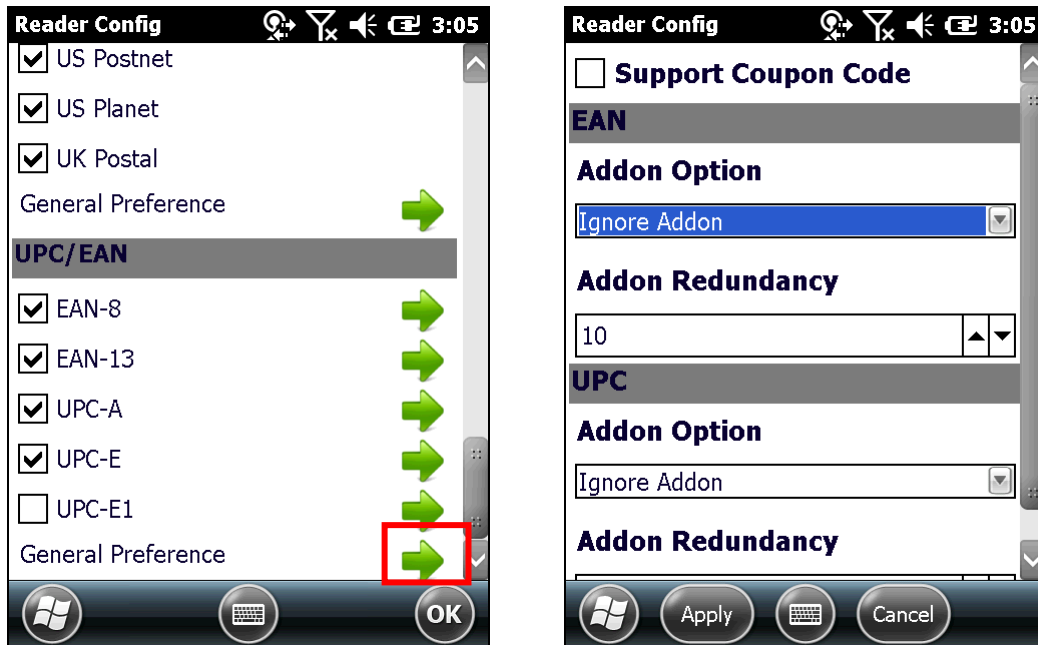 Reader Config 3:05
US Postnet
US Planet
UK Postal
General Preference
UPC/EAN
EAN-8
EAN-13
UPC-A
UPC-E
UPC-E1
General Preference
OK
Reader Config 3:05
Support Coupon Code
EAN
Addon Option
Ignore Addon
Addon Redundancy
10
UPC
Addon Option
Ignore Addon
Addon Redundancy
Apply Cancel